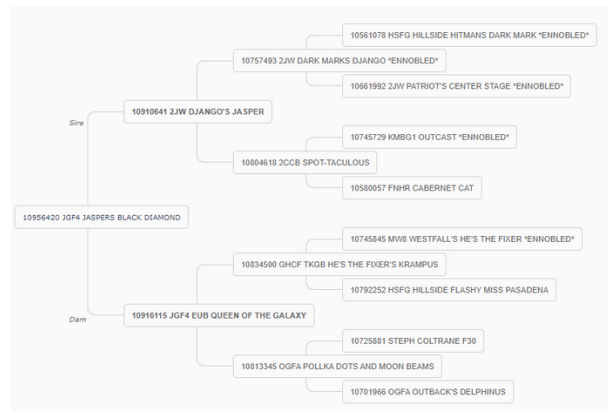 10561078 HSFG HILLSIDE HITMANS DARK MARK *ENNOBLED*
10757493 2JW DARK MARKS DJANGO *ENNOBLED*
10661992 2JW PATRIOT'S CENTER STAGE *ENNOBLED*
10910641 2JW DJANGO'S JASPER
Sire
10745729 KMBG1 OUTCAST *ENNOBLED*
10804618 2CCB SPOT-TACULOUS
10580057 FNHR CABERNET CAT
10956420 JGF4 JASPERS BLACK DIAMOND
10745845 MW8 WESTFALL'S HE'S THE FIXER *ENNOBLED*
10834500 GHCF TKGB HE'S THE FIXER'S KRAMPUS
10792252 HSFG HILLSIDE FLASHY MISS PASADENA
10916115 JGF4 EUB QUEEN OF THE GALAXY
Dam
10725881 STEPH COLTRANE F30
10813345 OGFA POLLKA DOTS AND MOON BEAMS
10701966 OGFA OUTBACK'S DELPHINUS